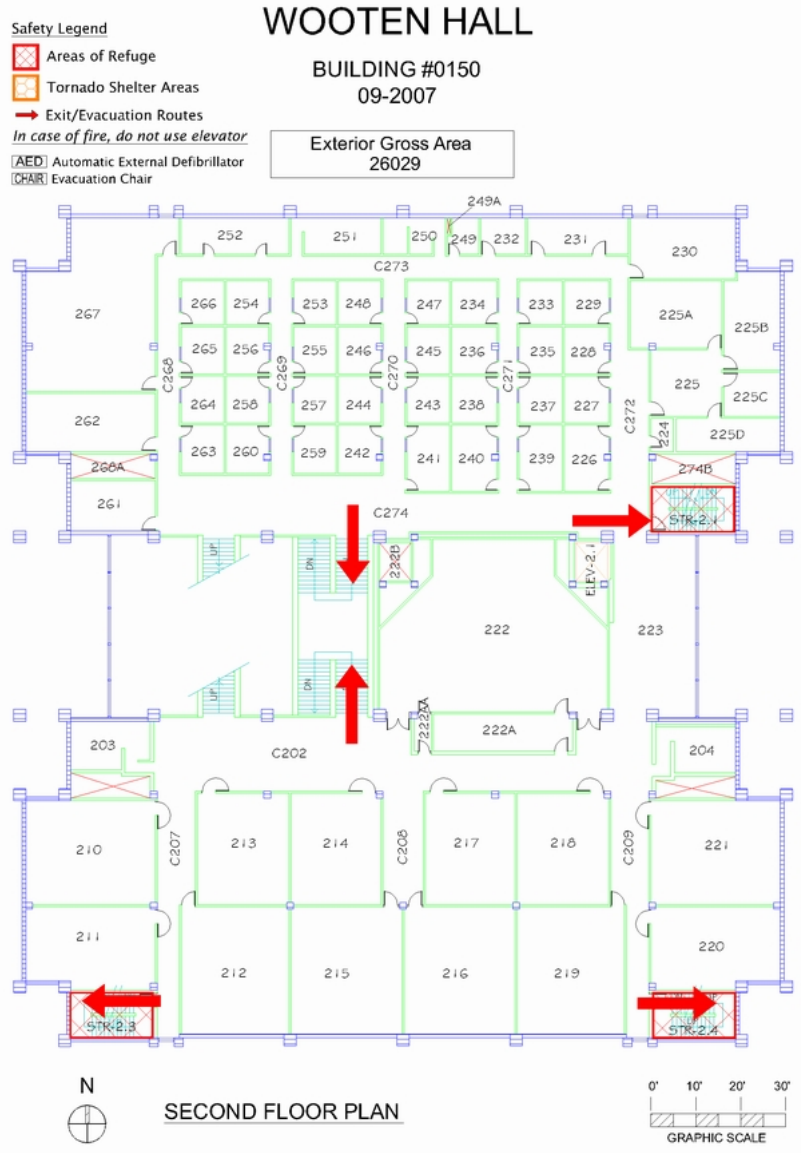 WOOTEN HALL
Safety Legend
Areas of Refuge
BUILDING #0150
Tornado Shelter Areas
09-2007
Exit/Evacuation Routes
In case of fire, do not use elevator
Exterior Gross Area
26029
AED Automatic External Defibrillator
CHAIR Evacuation Chair
249A
252 251 250 249 232 231 230
C273
267 266 254 253 248 247 234 233 229 225A 225B
265 256 255 246 245 236 235 228
C268 C269 C270 C271 C272
225 225C
264 258 257 244 243 238 237 227
262 224 225D
263 260 259 242 241 240 239 226
268A 274B
261 C274 STR-2.1
UP DN 222B ELEV-2.1
222 223
UP DN
222AA 222A
203 C202 204
210 C207 213 214 C208 217 218 C209 221
211 220
212 215 216 219
STR-2.3 STR-2.4
N
SECOND FLOOR PLAN
0' 10' 20' 30'
GRAPHIC SCALE